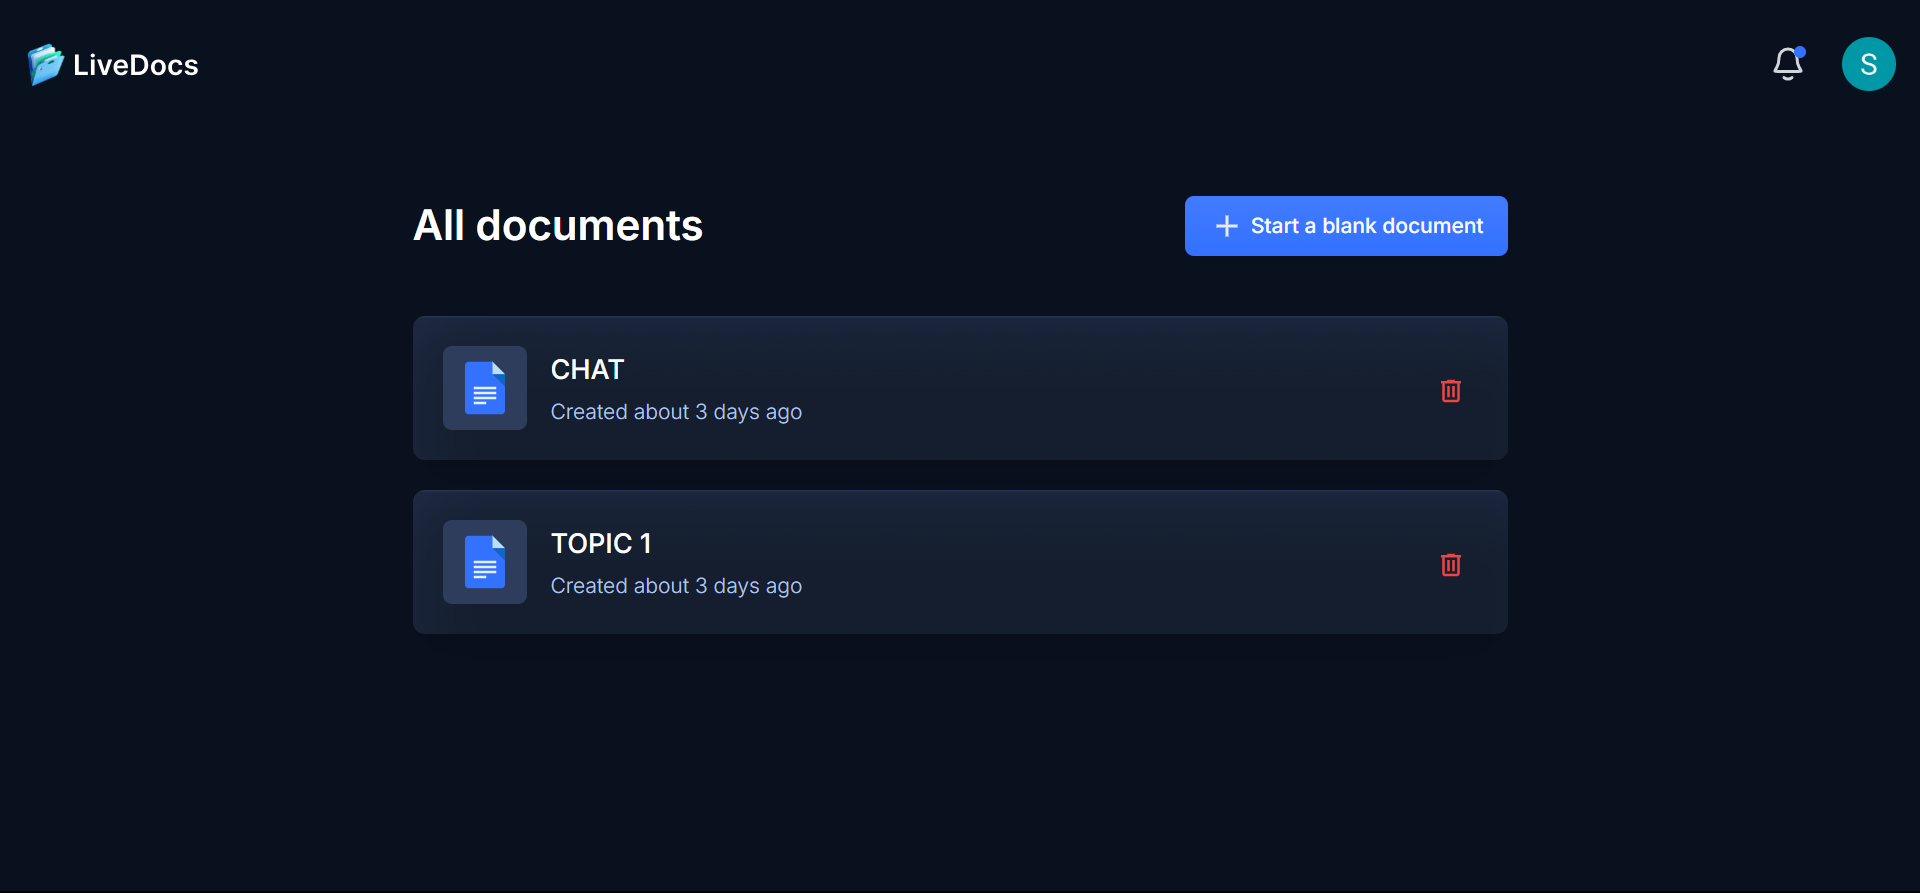 LiveDocs
S
All documents
Start a blank document
CHAT
Created about 3 days ago
TOPIC 1
Created about 3 days ago